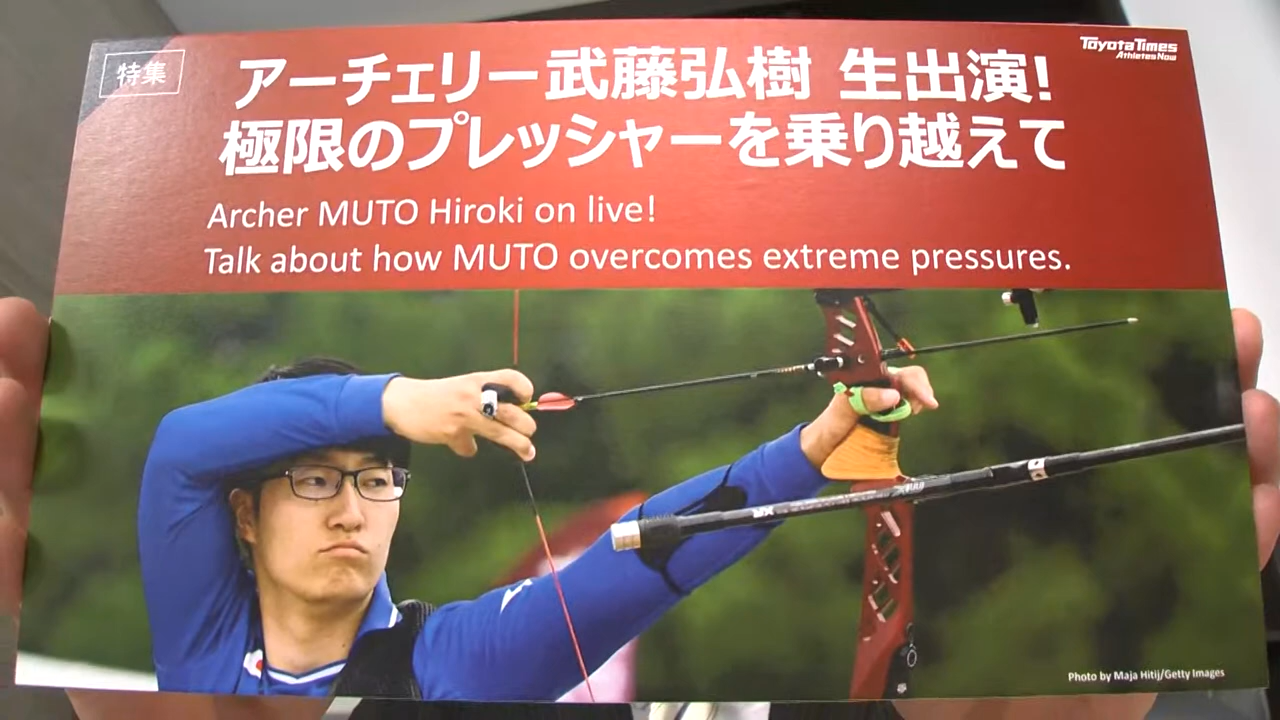 特集
アーチェリー武藤弘樹 生出演!
極限のプレッシャーを乗り越えて
ToyotaTimes
Athletes Now
Archer MUTO Hiroki on live!
Talk about how MUTO overcomes extreme pressures.
Photo by Maja Hitij/Getty Images